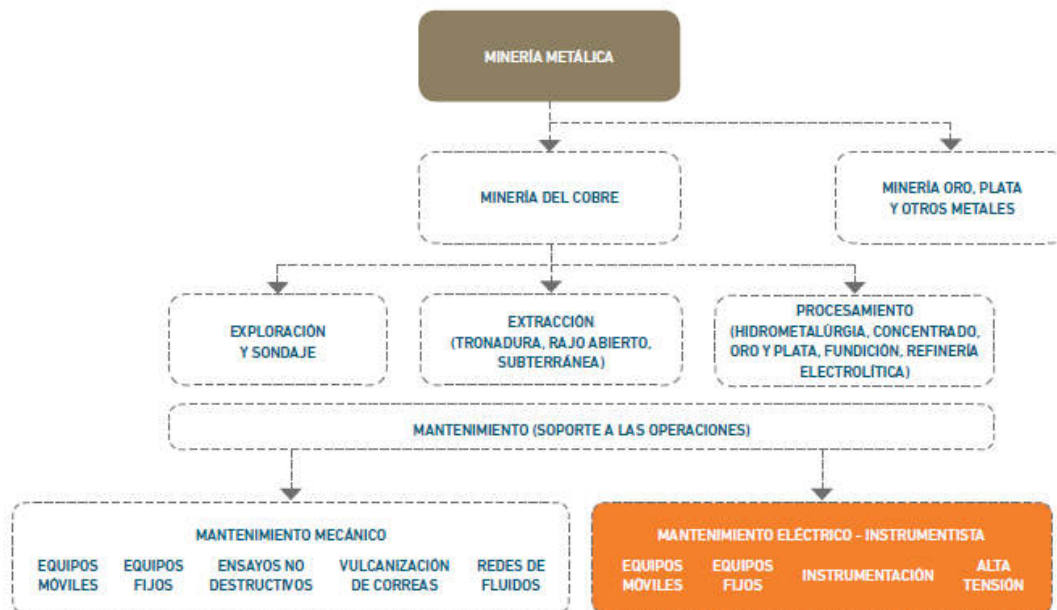 MINERÍA METÁLICA
MINERÍA DEL COBRE
MINERÍA ORO, PLATA
Y OTROS METALES
EXPLORACIÓN
Y SONDAJE
EXTRACCIÓN
(TRONADURA, RAJO ABIERTO,
SUBTERRÁNEA)
PROCESAMIENTO
(HIDROMETALÚRGIA, CONCENTRADO,
ORO Y PLATA, FUNDICIÓN, REFINERÍA
ELECTROLÍTICA)
MANTENIMIENTO (SOPORTE A LAS OPERACIONES)
MANTENIMIENTO MECÁNICO
EQUIPOS
MÓVILES
EQUIPOS
FIJOS
ENSAYOS NO
DESTRUCTIVOS
VULCANIZACIÓN
DE CORREAS
REDES DE
FLUIDOS
MANTENIMIENTO ELÉCTRICO - INSTRUMENTISTA
EQUIPOS
MÓVILES
EQUIPOS
FIJOS
INSTRUMENTACIÓN
ALTA
TENSIÓN